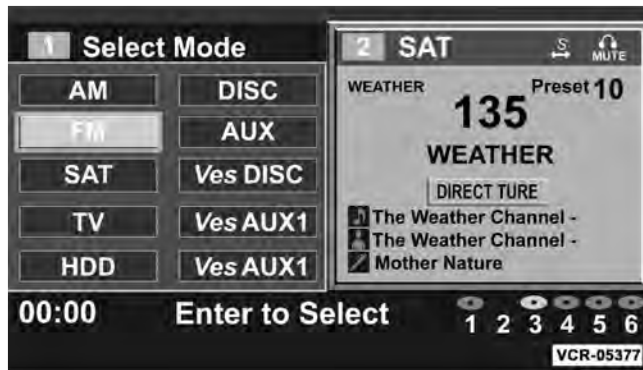 1 Select Mode
AM
DISC
FM
AUX
SAT
Ves DISC
TV
Ves AUX1
HDD
Ves AUX1
2 SAT
S
MUTE
WEATHER
Preset 10
135
WEATHER
DIRECT TURE
The Weather Channel -
The Weather Channel -
Mother Nature
00:00 Enter to Select
1 2 3 4 5 6
VCR-05377